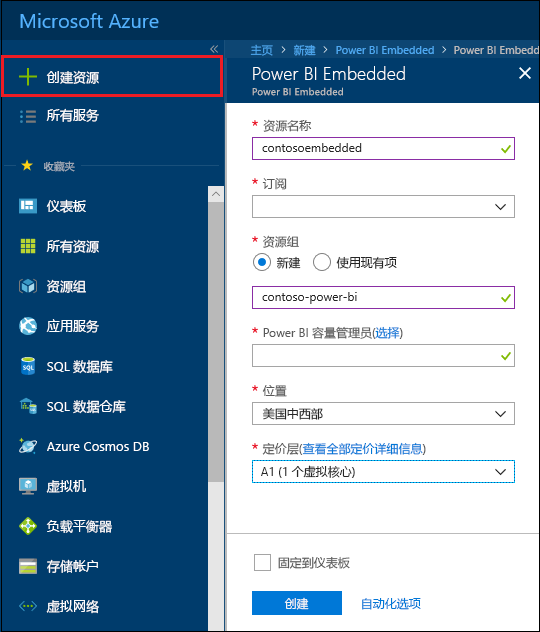 Microsoft Azure
«
创建资源
所有服务
收藏夹
仪表板
所有资源
资源组
应用服务
SQL 数据库
SQL 数据仓库
Azure Cosmos DB
虚拟机
负载平衡器
存储帐户
虚拟网络
主页 > 新建 > Power BI Embedded > Power BI Embedd
Power BI Embedded
Power BI Embedded
* 资源名称
contosoembedded
* 订阅
* 资源组
新建 使用现有项
contoso-power-bi
* Power BI 容量管理员(选择)
* 位置
美国中西部
* 定价层(查看全部定价详细信息)
A1 (1 个虚拟核心)
固定到仪表板
创建 自动化选项